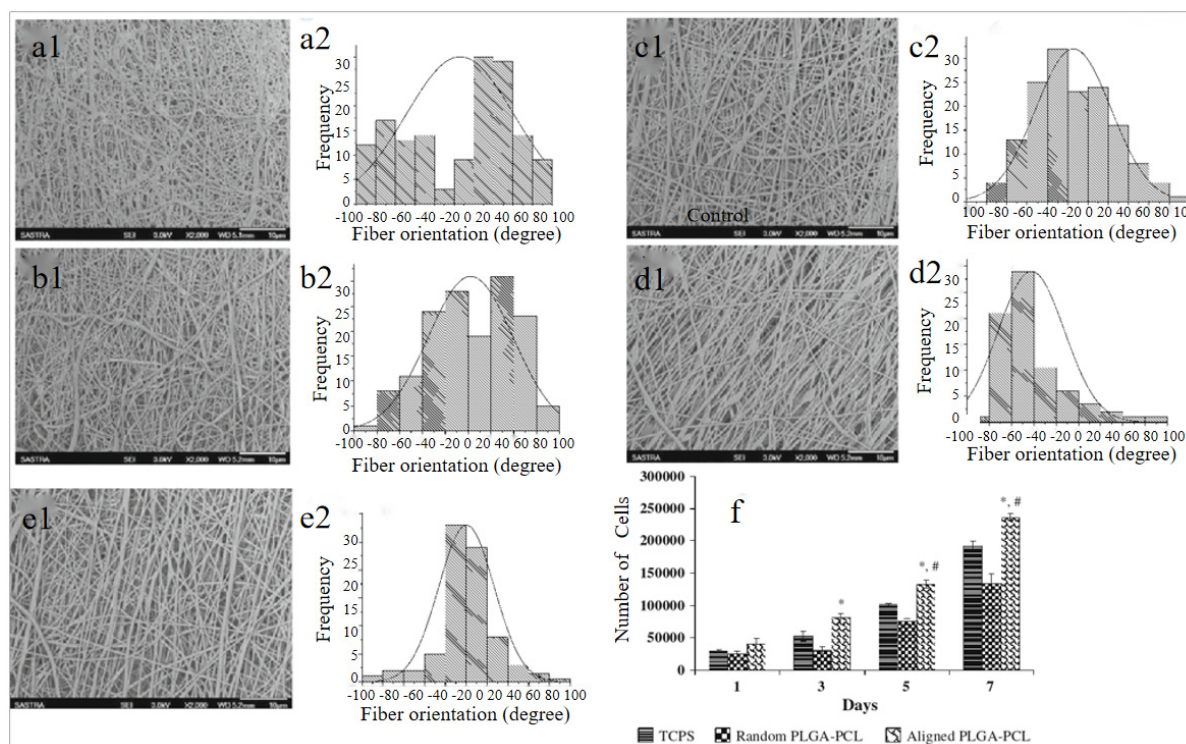 a1
SASTRA SEI 3.0kV X2,000 WD 5.1mm 10µm
a2
Frequency
30
25
20
15
10
5
0
-100 -80 -60 -40 -20 0 20 40 60 80 100
Fiber orientation (degree)
c1
Control
SASTRA SEI 3.0kV X2,000 WD 5.2mm 10µm
c2
Frequency
30
25
20
15
10
5
0
100 -80 -60 -40 -20 0 20 40 60 80 100
Fiber orientation (degree)
b1
SASTRA SEI 3.0kV X2,000 WD 5.2mm 10µm
b2
Frequency
30
25
20
15
10
5
0
-100 -80 -60 -40 -20 0 20 40 60 80 100
Fiber orientation (degree)
d1
SASTRA SEI 3.0kV X2,000 WD 5.2mm 10µm
d2
Frequency
30
25
20
15
10
5
0
-100 -80 -60 -40 -20 0 20 40 60 80 100
Fiber orientation (degree)
e1
SASTRA SEI 3.0kV X2,000 WD 5.2mm 10µm
e2
Frequency
30
25
20
15
10
5
0
-100 -80 -60 -40 -20 0 20 40 60 80 100
Fiber orientation (degree)
f
Number of Cells
300000
250000
200000
150000
100000
50000
0
*
*, #
*, #
1 3 5 7
Days
TCPS Random PLGA-PCL Aligned PLGA-PCL